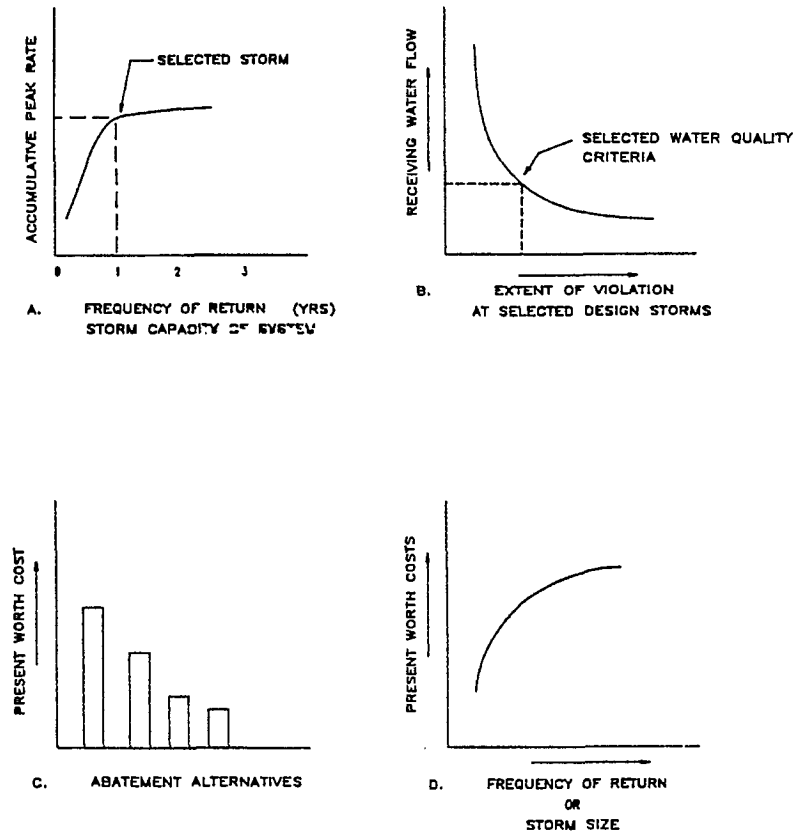 ACCUMULATIVE PEAK RATE
SELECTED STORM
0 1 2 3
A. FREQUENCY OF RETURN (YRS)
STORM CAPACITY OF SYSTEM
RECEIVING WATER FLOW
SELECTED WATER QUALITY
CRITERIA
B. EXTENT OF VIOLATION
AT SELECTED DESIGN STORMS
PRESENT WORTH COST
C. ABATEMENT ALTERNATIVES
PRESENT WORTH COSTS
D. FREQUENCY OF RETURN
OR
STORM SIZE